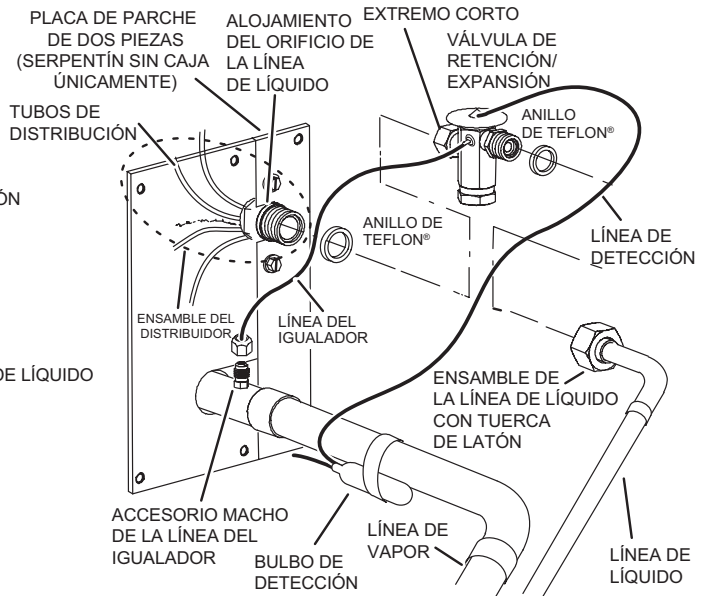 PLACA DE PARCHE
DE DOS PIEZAS
(SERPENTÍN SIN CAJA
ÚNICAMENTE)
ALOJAMIENTO
DEL ORIFICIO DE
LA LÍNEA
DE LÍQUIDO
EXTREMO CORTO
VÁLVULA DE
RETENCIÓN/
EXPANSIÓN
TUBOS DE
DISTRIBUCIÓN
ANILLO
DE TEFLON®
ÓN
ANILLO DE
TEFLON®
LÍNEA DE
DETECCIÓN
ENSAMBLE DEL
DISTRIBUIDOR
LÍNEA DEL
IGUALADOR
DE LÍQUIDO
ENSAMBLE DE
LA LÍNEA DE LÍQUIDO
CON TUERCA
DE LATÓN
ACCESORIO MACHO
DE LA LÍNEA DEL
IGUALADOR
BULBO DE
DETECCIÓN
LÍNEA DE
VAPOR
LÍNEA DE
LÍQUIDO